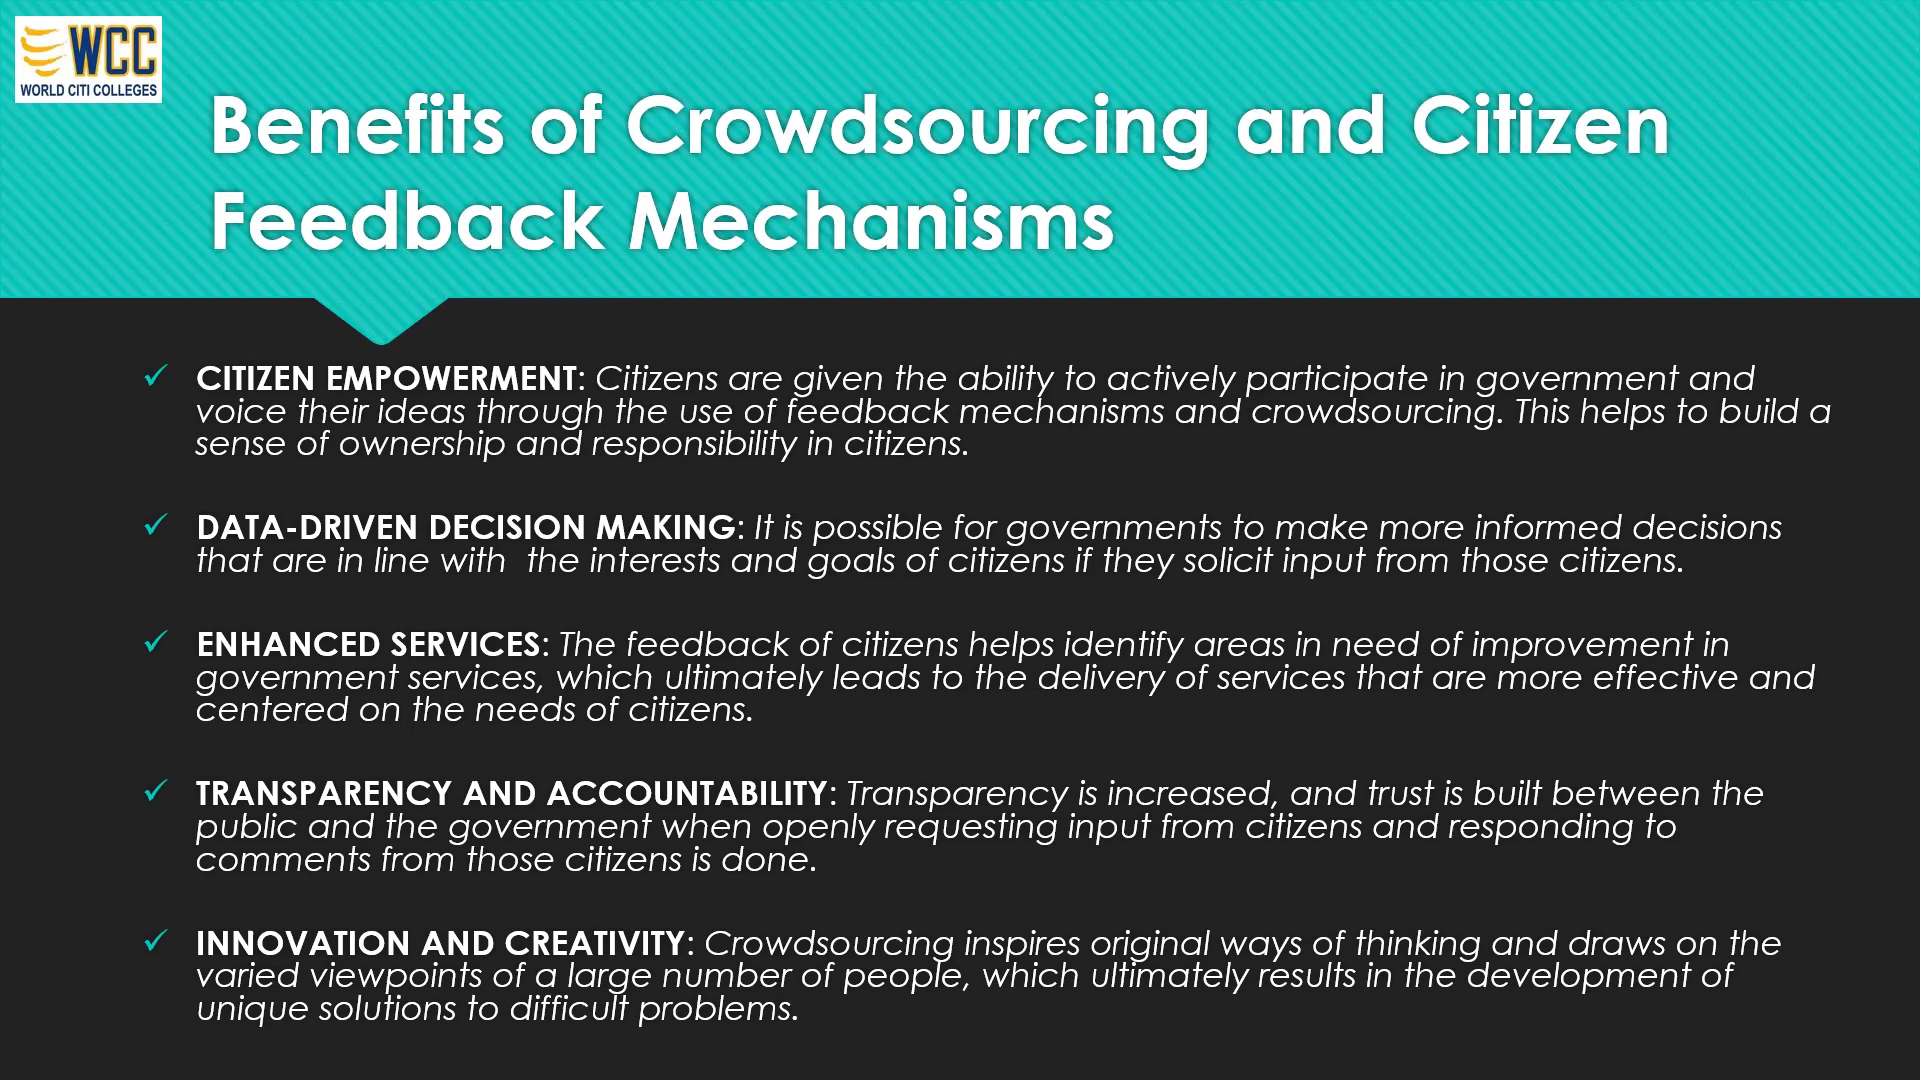 WCC
WORLD CITI COLLEGES
Benefits of Crowdsourcing and Citizen
Feedback Mechanisms
✓ CITIZEN EMPOWERMENT: Citizens are given the ability to actively participate in government and
voice their ideas through the use of feedback mechanisms and crowdsourcing. This helps to build a
sense of ownership and responsibility in citizens.
✓ DATA-DRIVEN DECISION MAKING: It is possible for governments to make more informed decisions
that are in line with  the interests and goals of citizens if they solicit input from those citizens.
✓ ENHANCED SERVICES: The feedback of citizens helps identify areas in need of improvement in
government services, which ultimately leads to the delivery of services that are more effective and
centered on the needs of citizens.
✓ TRANSPARENCY AND ACCOUNTABILITY: Transparency is increased, and trust is built between the
public and the government when openly requesting input from citizens and responding to
comments from those citizens is done.
✓ INNOVATION AND CREATIVITY: Crowdsourcing inspires original ways of thinking and draws on the
varied viewpoints of a large number of people, which ultimately results in the development of
unique solutions to difficult problems.